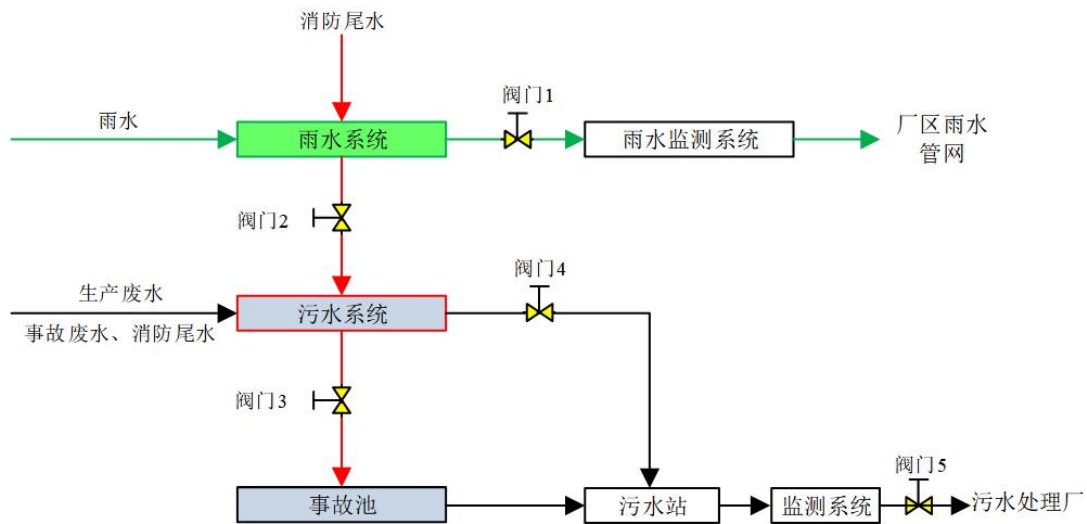 消防尾水
阀门1
雨水
雨水系统
雨水监测系统
厂区雨水
管网
阀门2
阀门4
生产废水
污水系统
事故废水、消防尾水
阀门3
阀门5
事故池
污水站
监测系统
污水处理厂